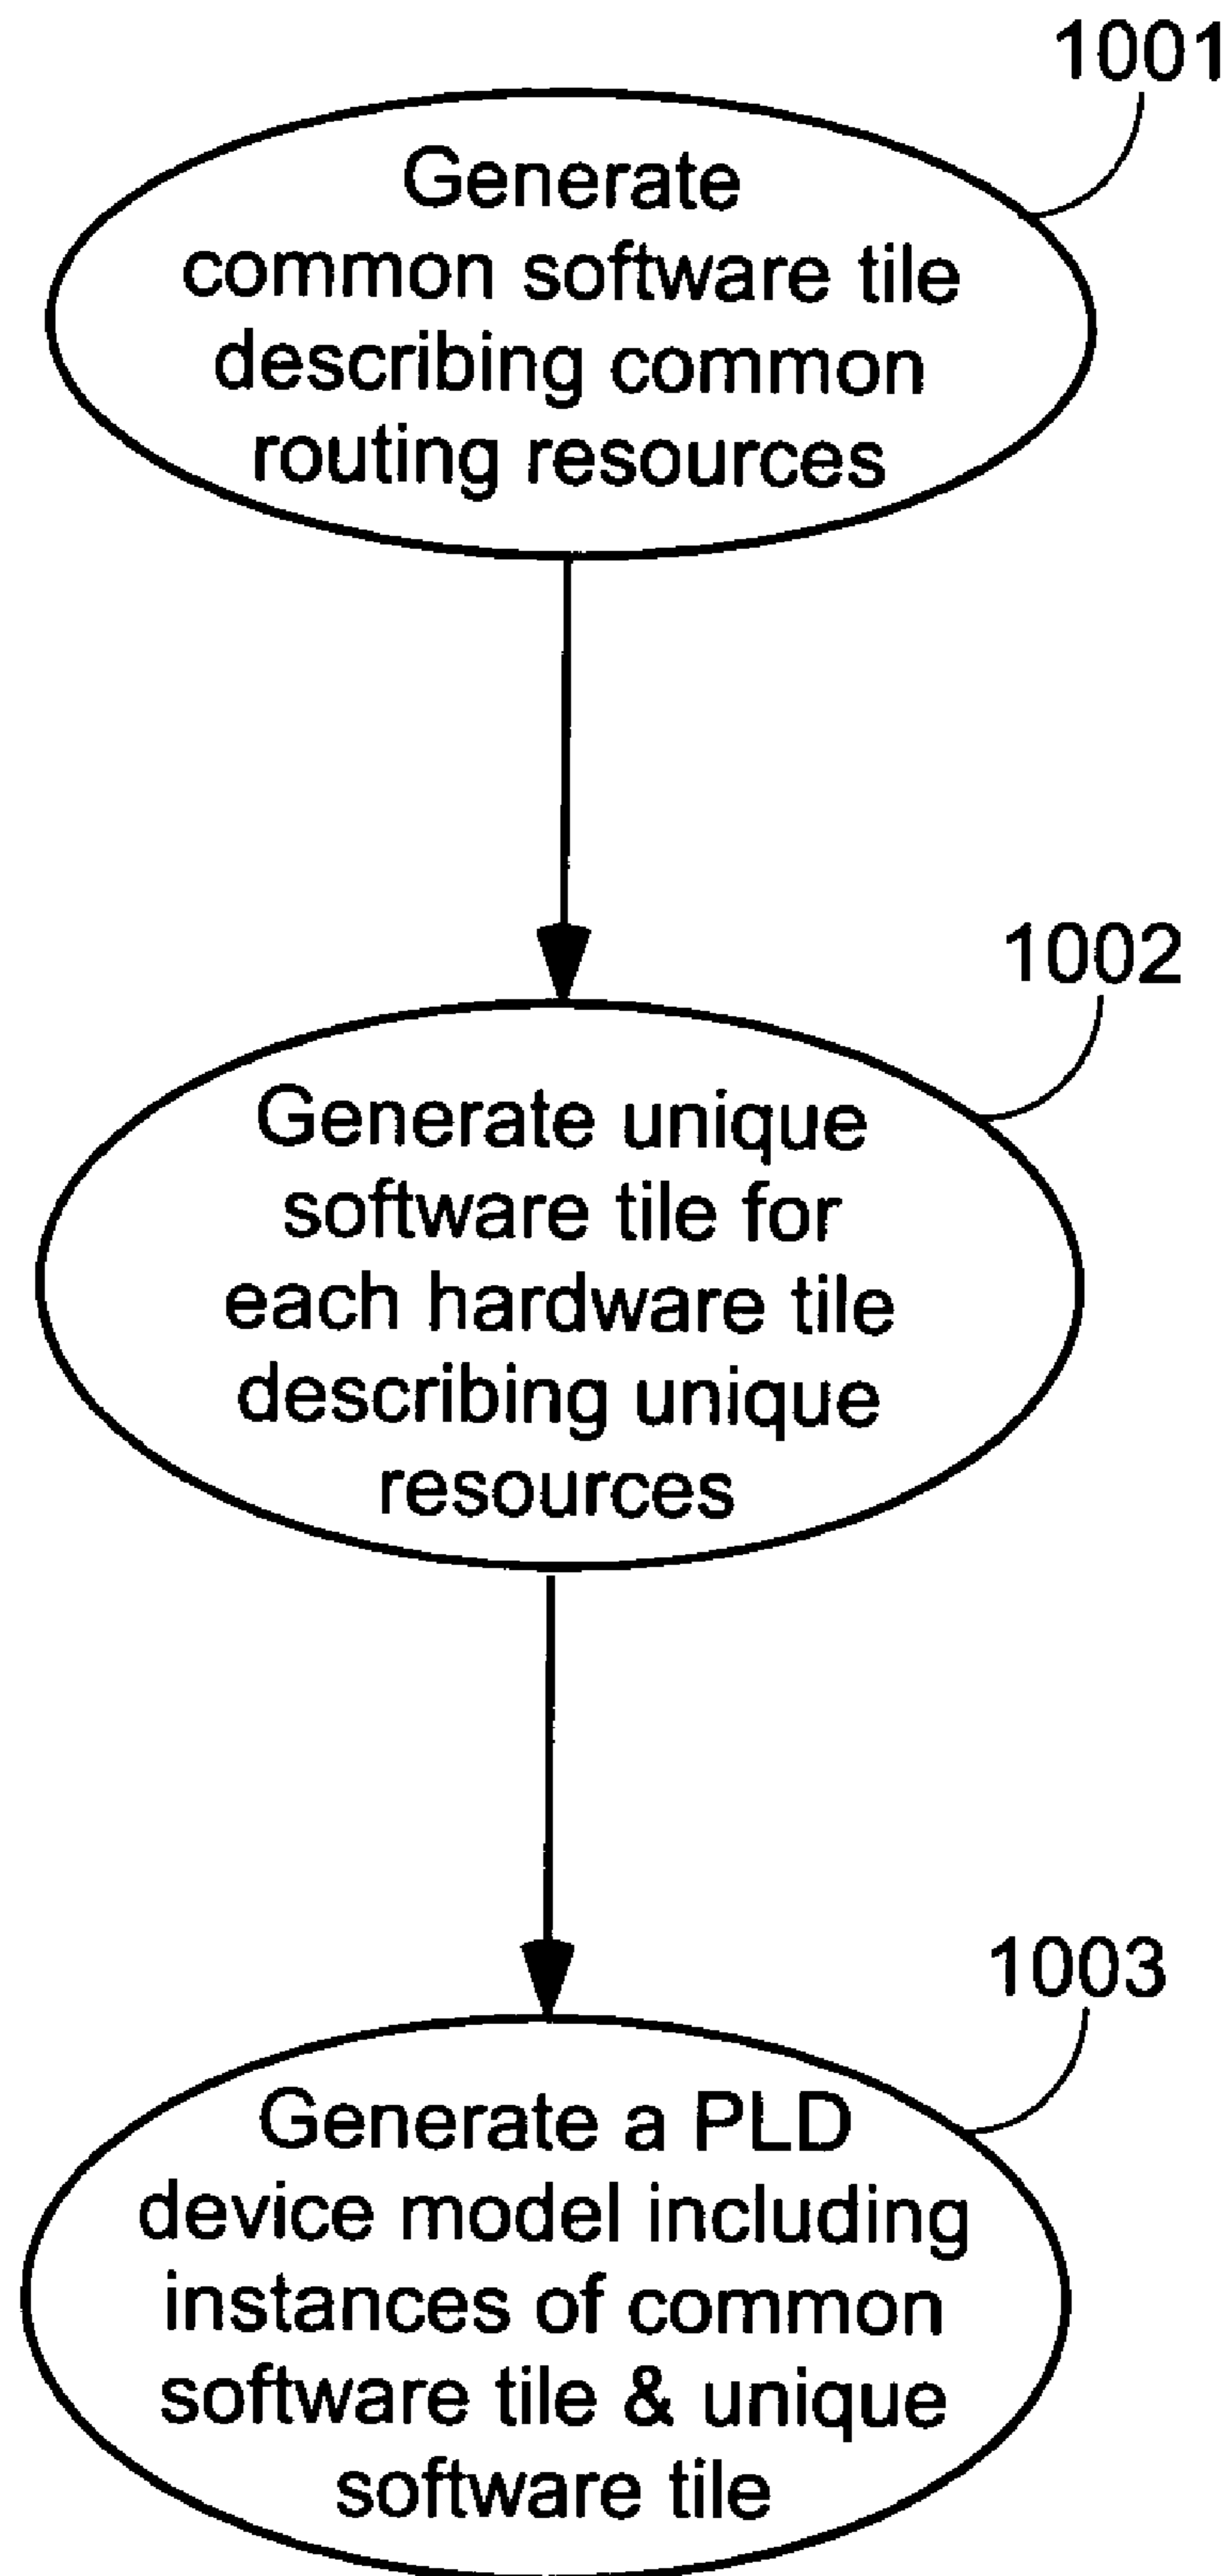 1001
Generate
common software tile
describing common
routing resources
1002
Generate unique
software tile for
each hardware tile
describing unique
resources
1003
Generate a PLD
device model including
instances of common
software tile & unique
software tile